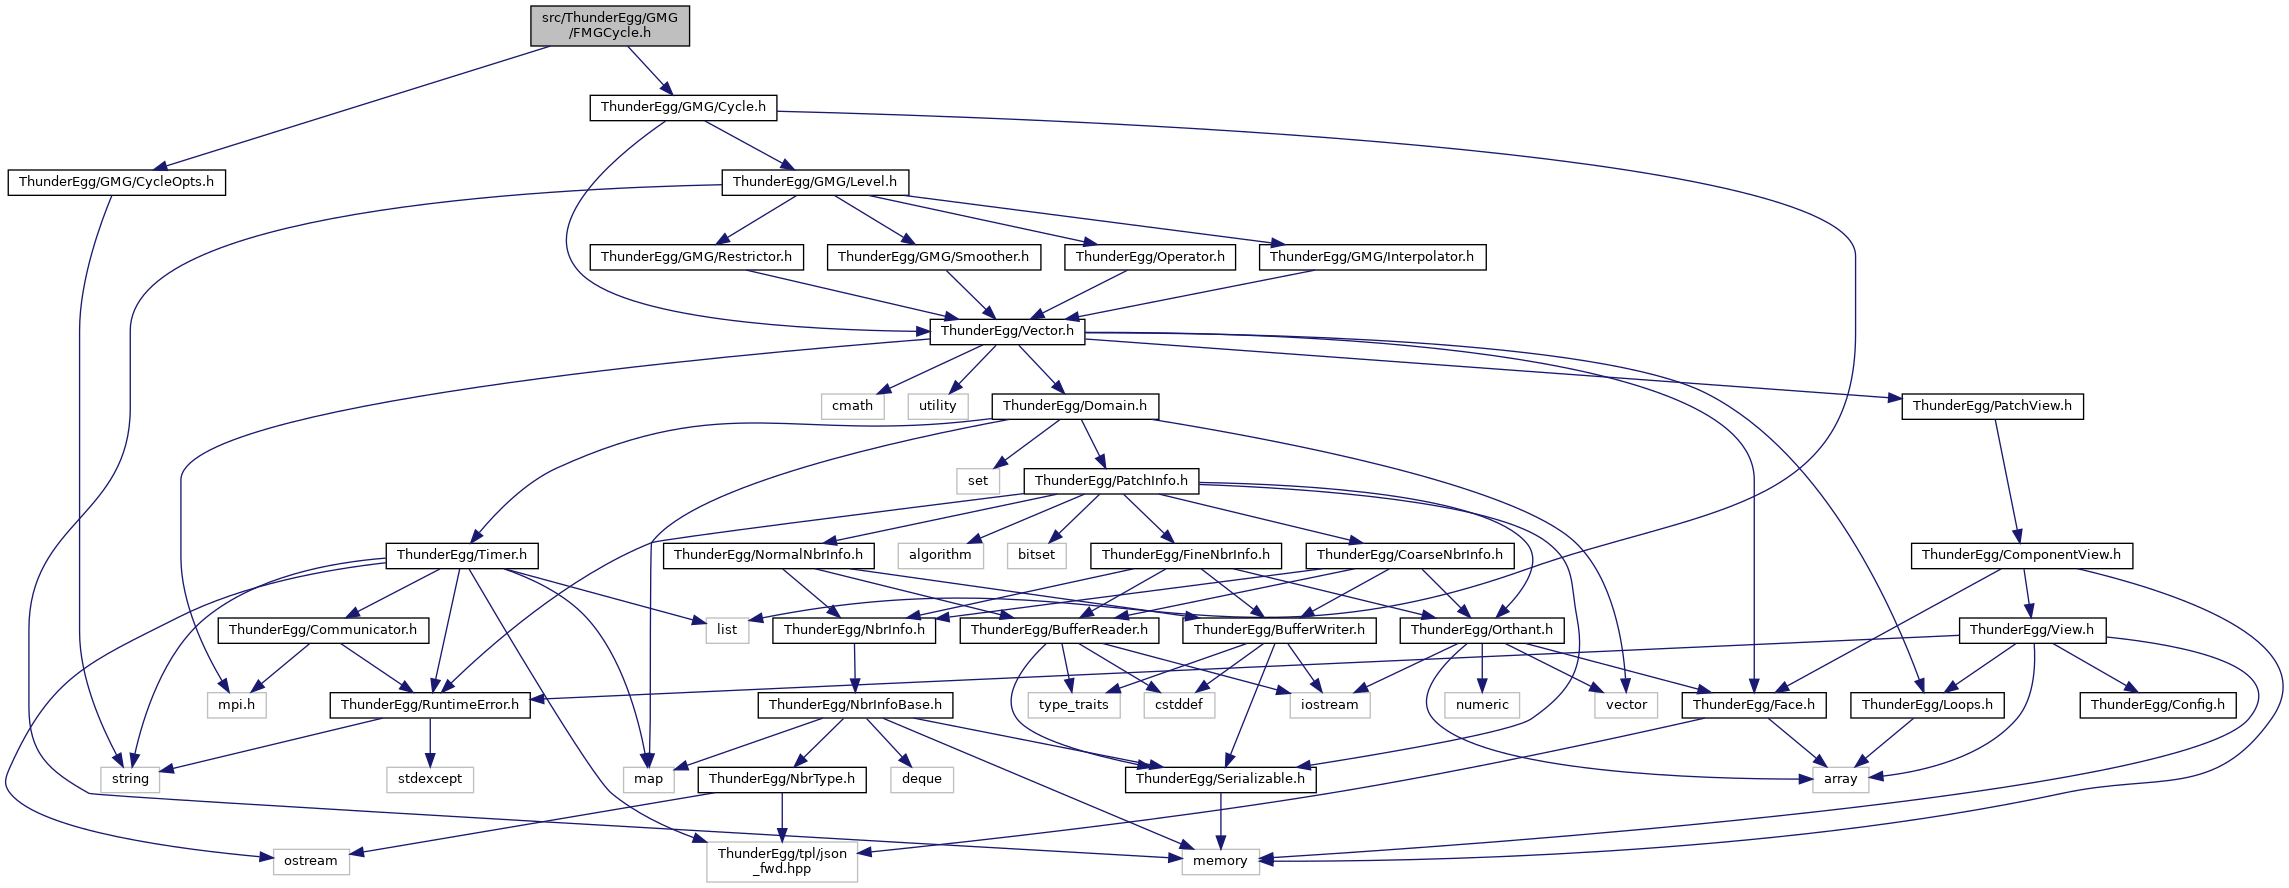 src/ThunderEgg/GMG
/FMGCycle.h
ThunderEgg/GMG/Cycle.h
ThunderEgg/GMG/CycleOpts.h
ThunderEgg/GMG/Level.h
ThunderEgg/GMG/Restrictor.h
ThunderEgg/GMG/Smoother.h
ThunderEgg/Operator.h
ThunderEgg/GMG/Interpolator.h
ThunderEgg/Vector.h
cmath
utility
ThunderEgg/Domain.h
ThunderEgg/PatchView.h
set
ThunderEgg/PatchInfo.h
ThunderEgg/Timer.h
ThunderEgg/NormalNbrInfo.h
algorithm
bitset
ThunderEgg/FineNbrInfo.h
ThunderEgg/CoarseNbrInfo.h
ThunderEgg/ComponentView.h
ThunderEgg/Communicator.h
list
ThunderEgg/NbrInfo.h
ThunderEgg/BufferReader.h
ThunderEgg/BufferWriter.h
ThunderEgg/Orthant.h
ThunderEgg/View.h
mpi.h
ThunderEgg/RuntimeError.h
ThunderEgg/NbrInfoBase.h
type_traits
cstddef
iostream
numeric
vector
ThunderEgg/Face.h
ThunderEgg/Loops.h
ThunderEgg/Config.h
string
stdexcept
map
ThunderEgg/NbrType.h
deque
ThunderEgg/Serializable.h
array
ostream
ThunderEgg/tpl/json
_fwd.hpp
memory